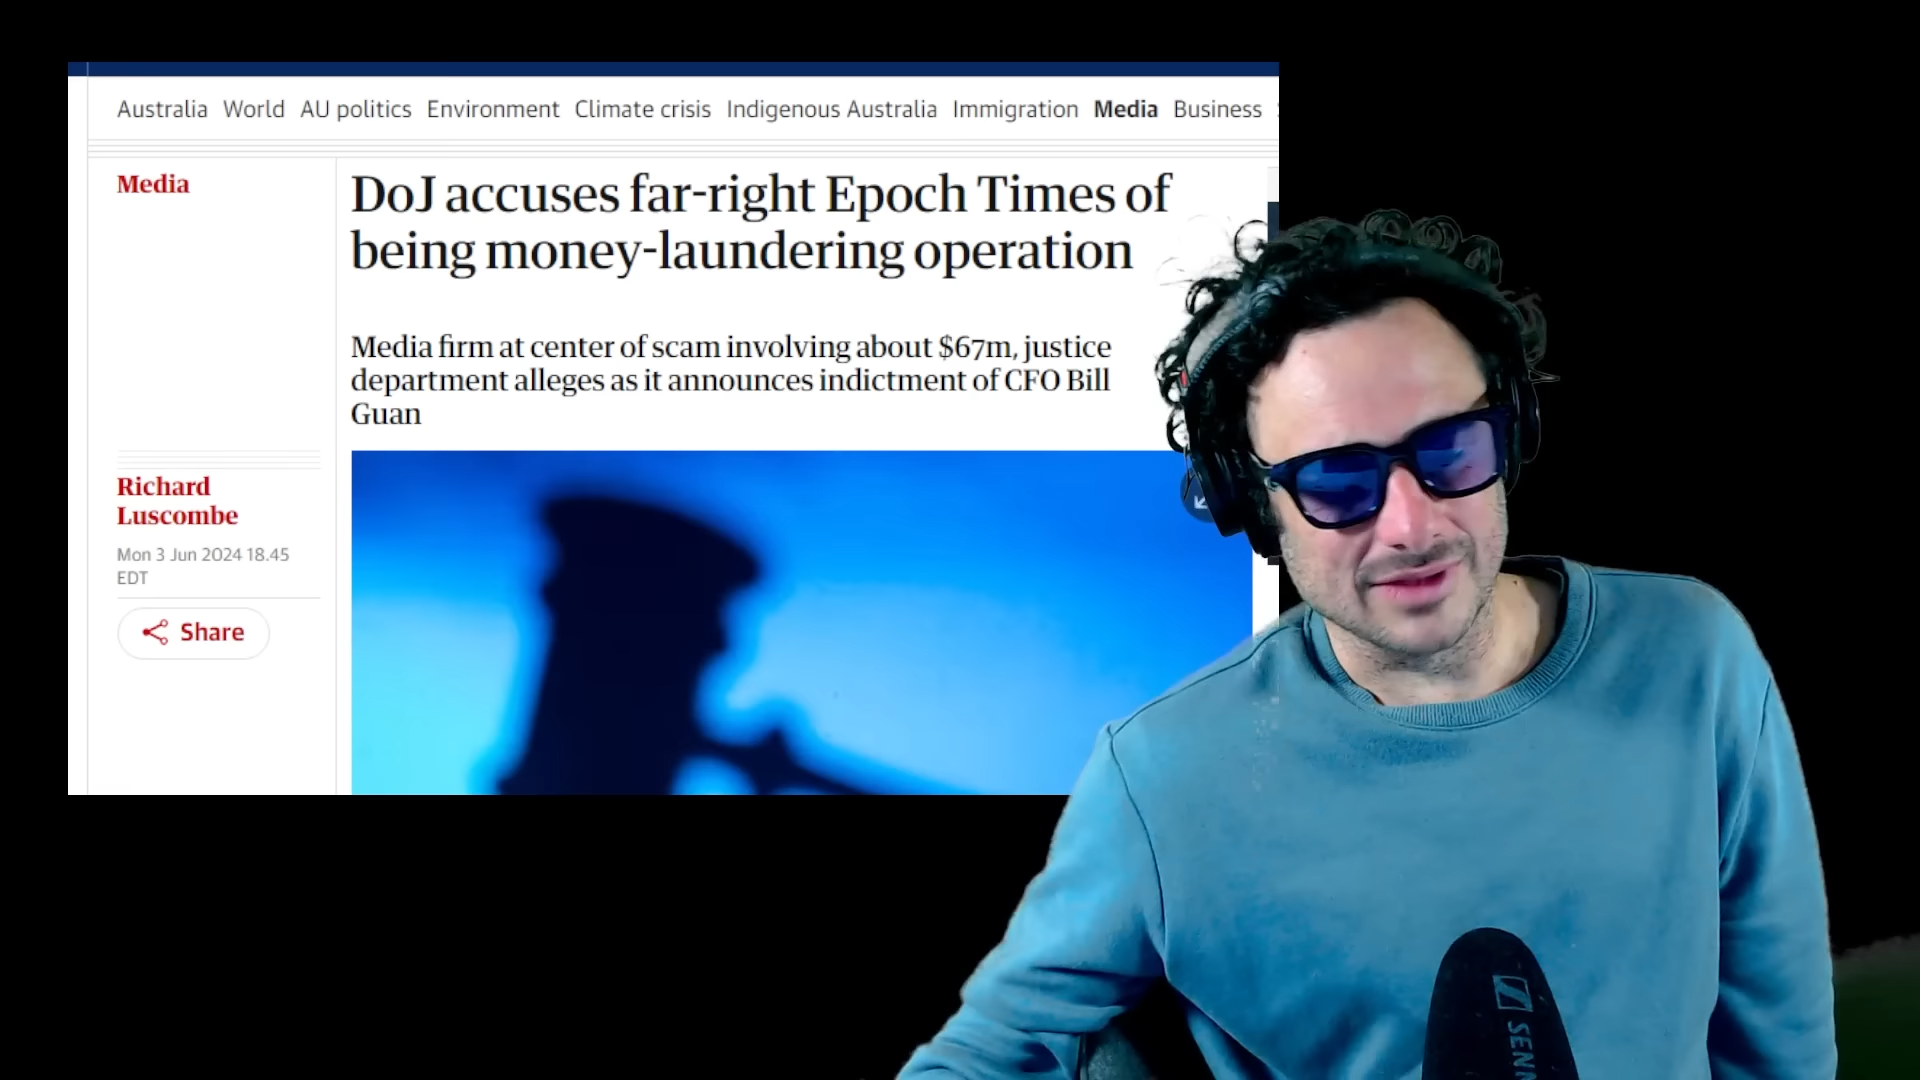 Australia World AU politics Environment Climate crisis Indigenous Australia Immigration Media Business
Media
DoJ accuses far-right Epoch Times of
being money-laundering operation
Media firm at center of scam involving about $67m, justice
department alleges as it announces indictment of CFO Bill
Guan
Richard
Luscombe
Mon 3 Jun 2024 18.45
EDT
Share
SENN